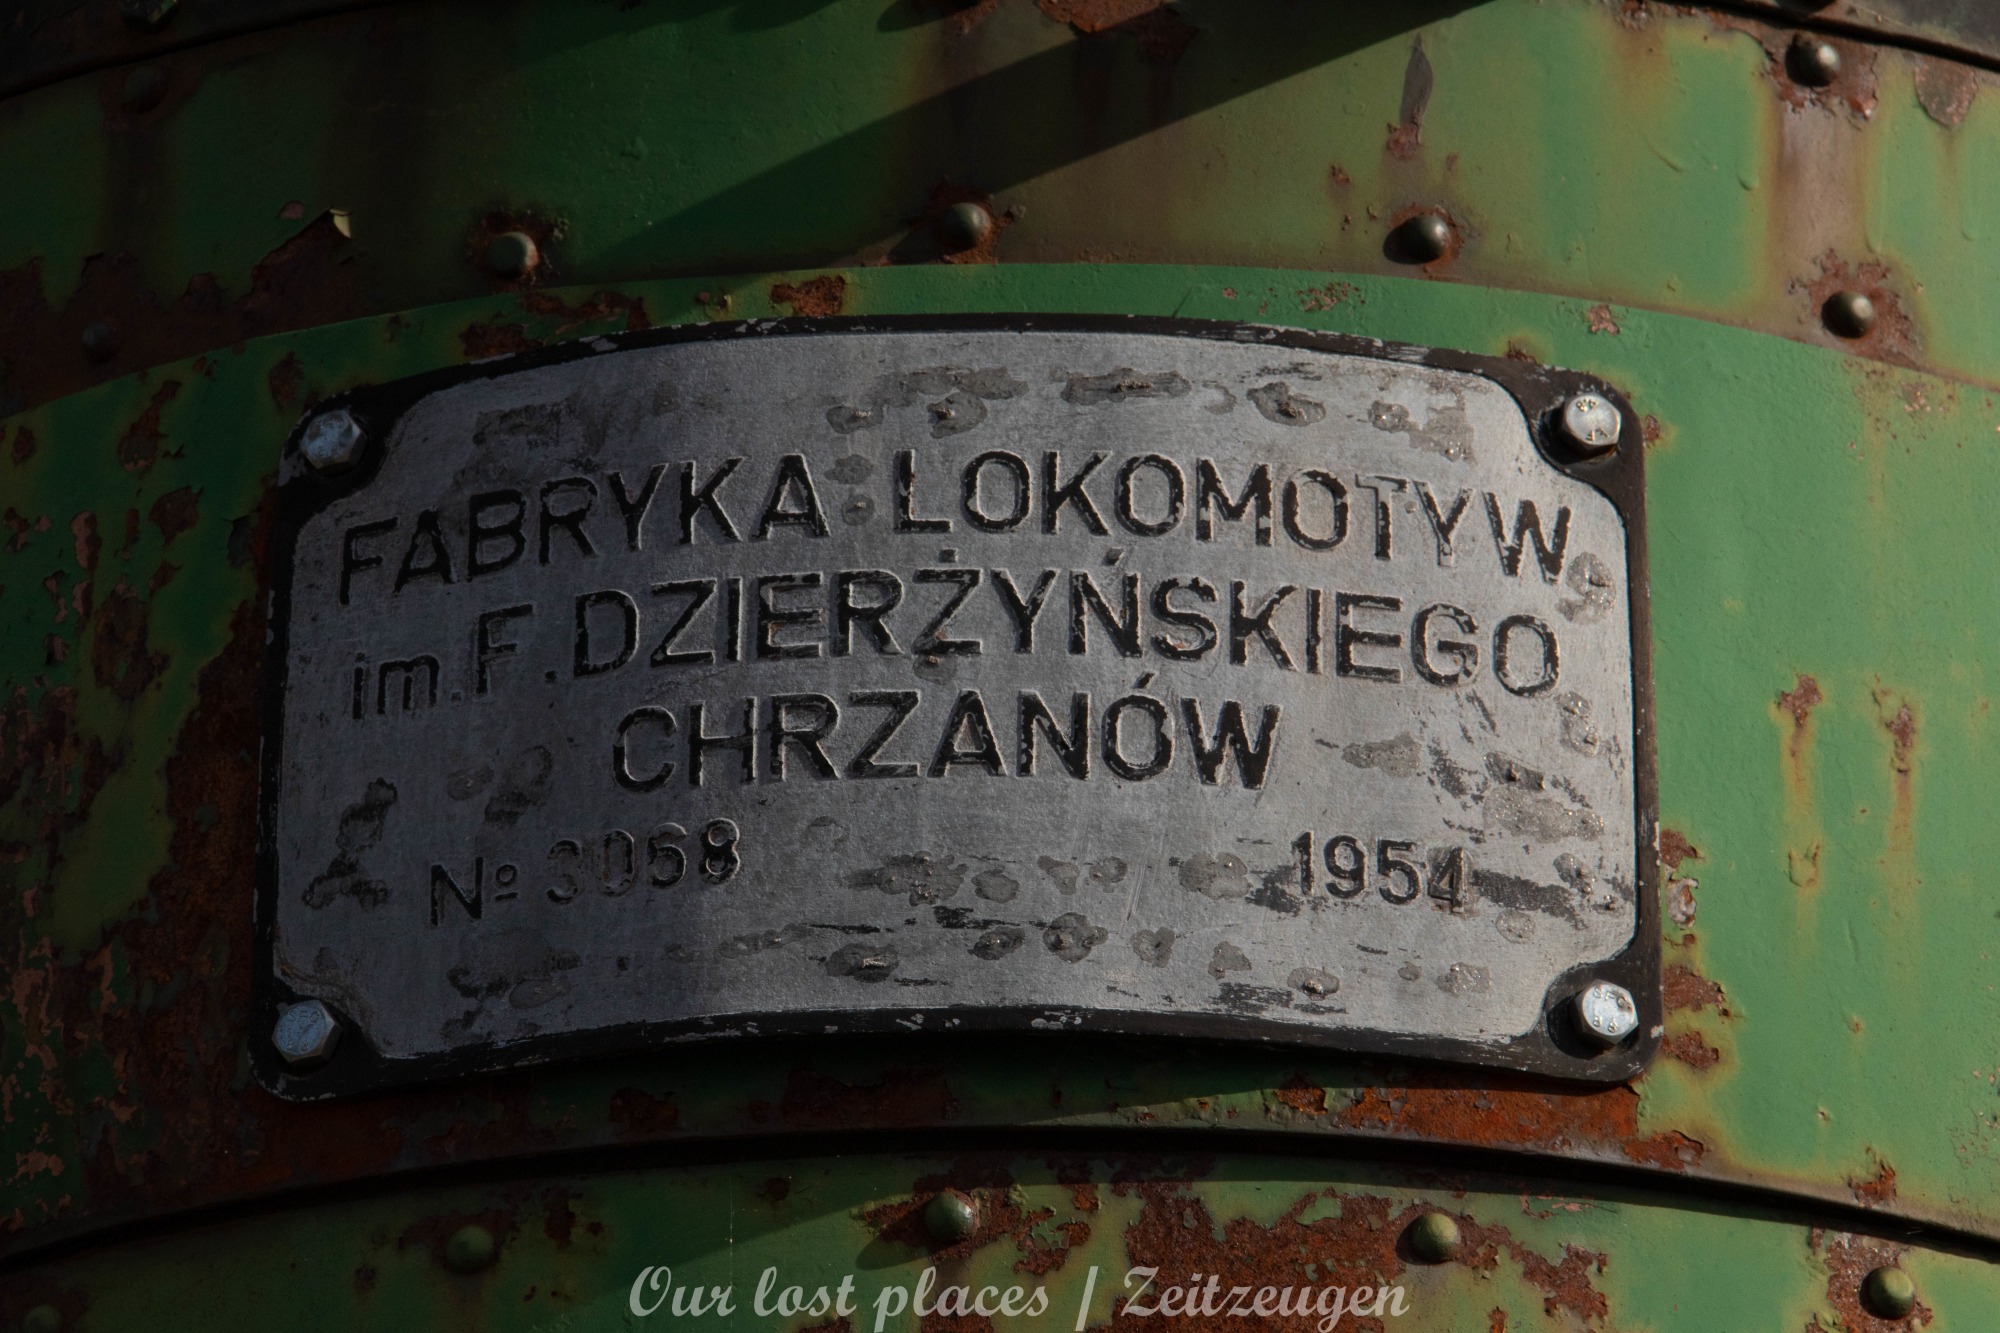 FABRYKA LOKOMOTYW
im. F. DZIERŻYŃSKIEGO
CHRZANÓW
Nº 3058 1954
Our lost places / Zeitzeugen